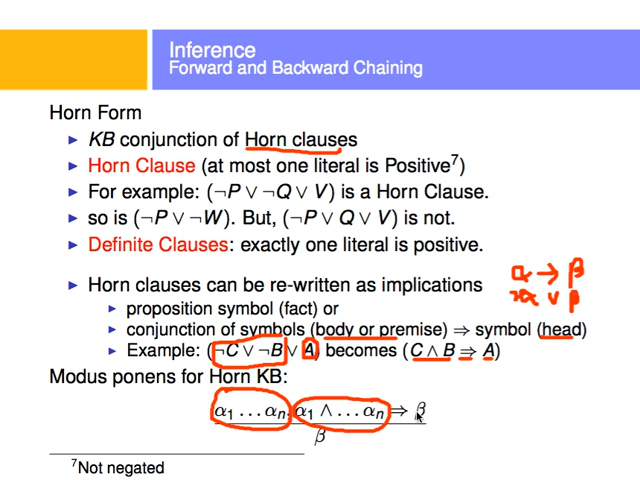 Inference
Forward and Backward Chaining
Horn Form
► KB conjunction of Horn clauses
► Horn Clause (at most one literal is Positive⁷)
► For example: (¬P ∨ ¬Q ∨ V) is a Horn Clause.
► so is (¬P ∨ ¬W). But, (¬P ∨ Q ∨ V) is not.
► Definite Clauses: exactly one literal is positive.
► Horn clauses can be re-written as implications
α → β
¬α ∨ β
► proposition symbol (fact) or
► conjunction of symbols (body or premise) ⇒ symbol (head)
► Example: (¬C ∨ ¬B ∨ A) becomes (C ∧ B ⇒ A)
Modus ponens for Horn KB:
α₁ … αₙ, α₁ ∧ … αₙ ⇒ β
β
⁷Not negated